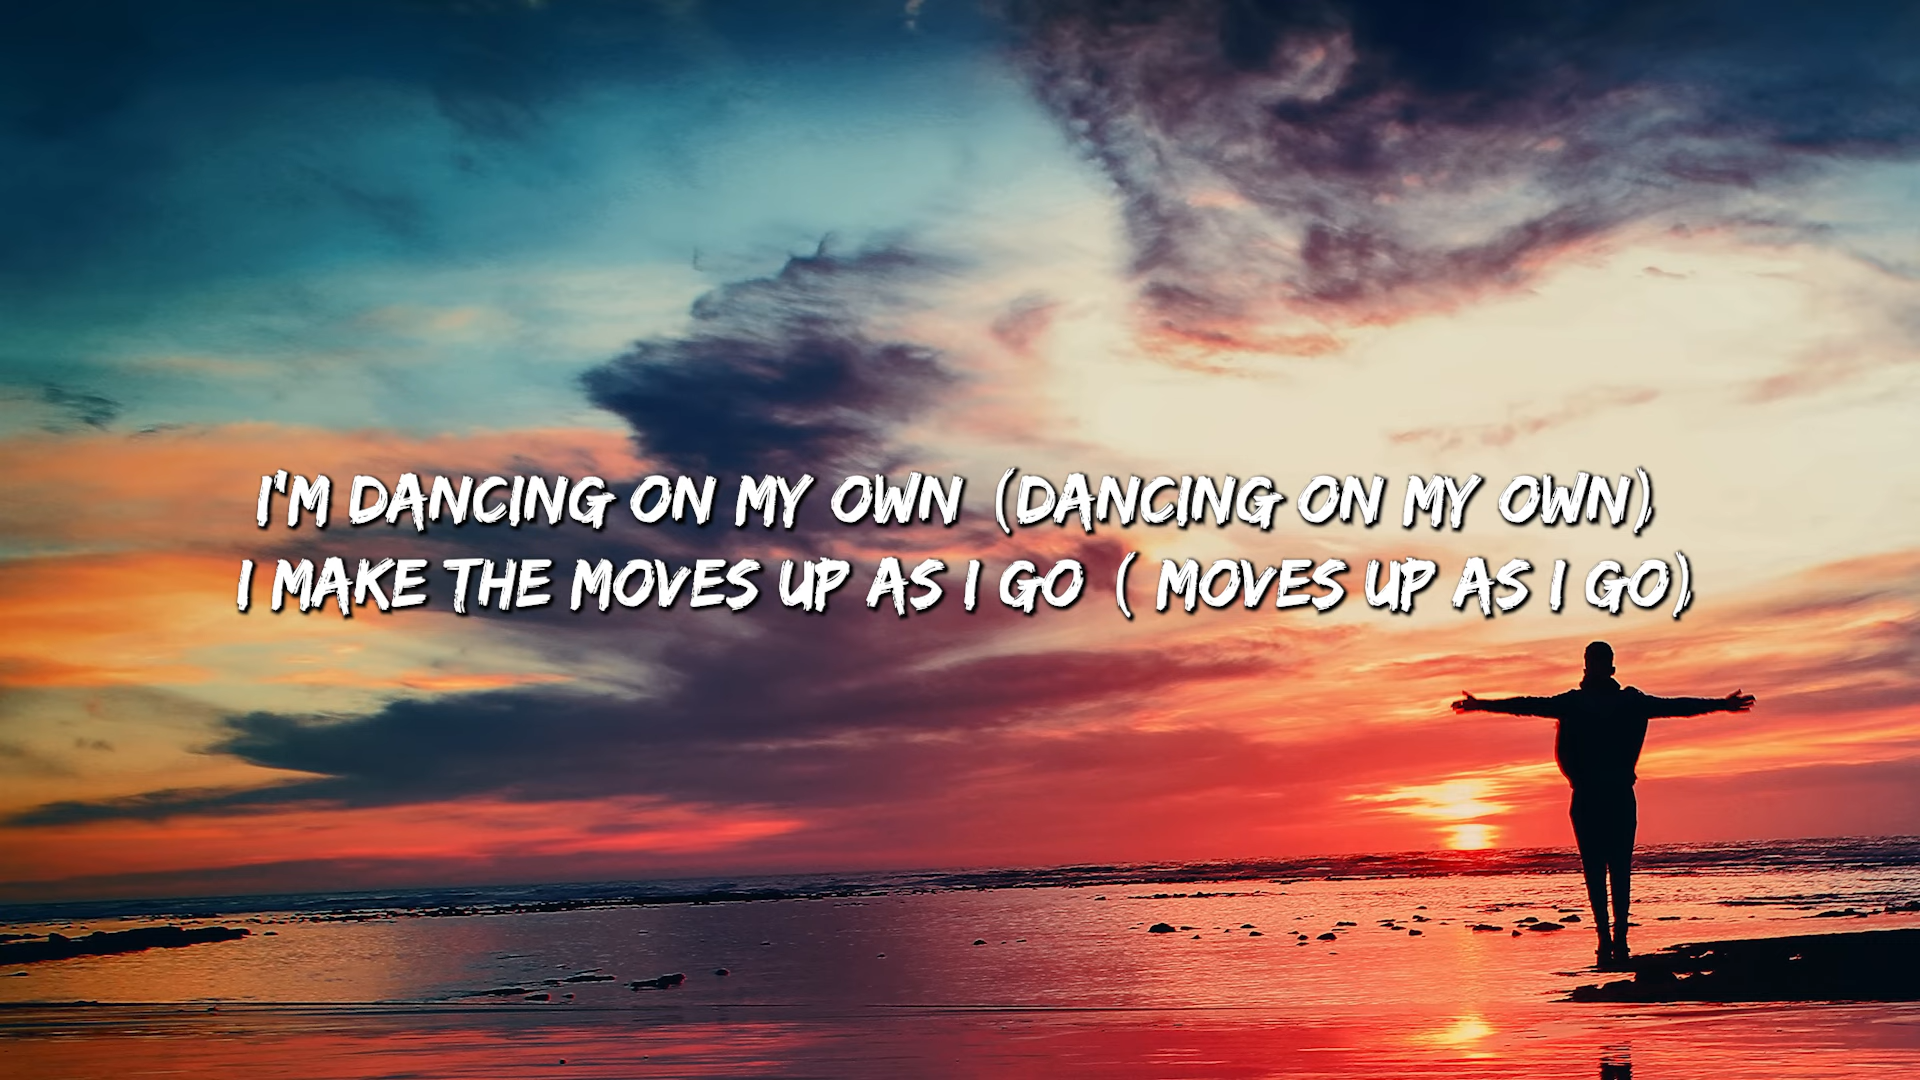 I'M DANCING ON MY OWN (DANCING ON MY OWN)
I MAKE THE MOVES UP AS I GO ( MOVES UP AS I GO)